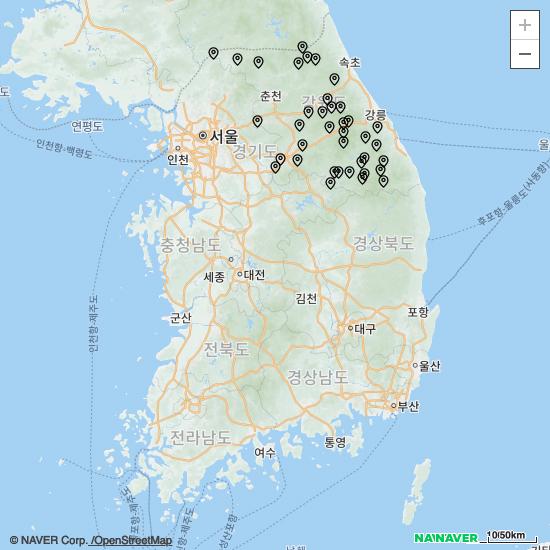 속초
춘천
강원도
강릉
연평도
서울
인천항-백령도
인천
경기도
울
후포항-울릉도(사동항)
충청남도
경상북도
세종
대전
인천항-제주도
김천
군산
포항
전북도
대구
경상남도
울산
부산
전라남도
여수
통영
© NAVER Corp. /OpenStreetMap
NAVER
10/50km